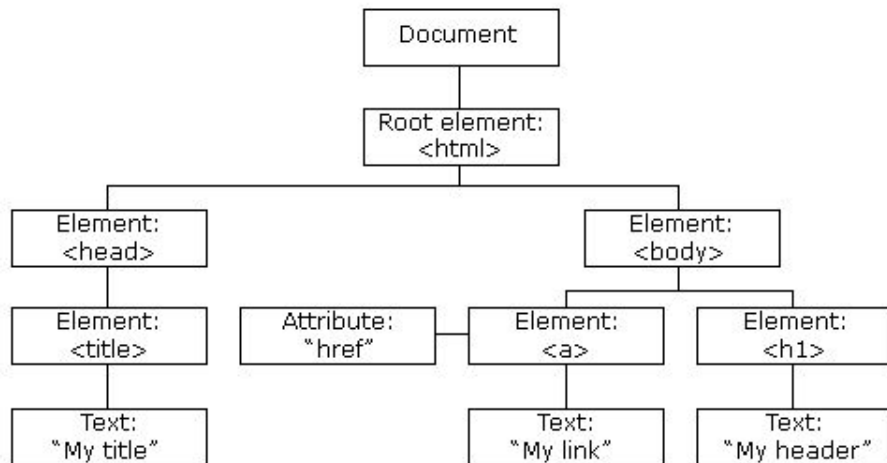 Document
Root element:
<html>
Element:
<head>
Element:
<body>
Element:
<title>
Attribute:
“href”
Element:
<a>
Element:
<h1>
Text:
“My title”
Text:
“My link”
Text:
“My header”